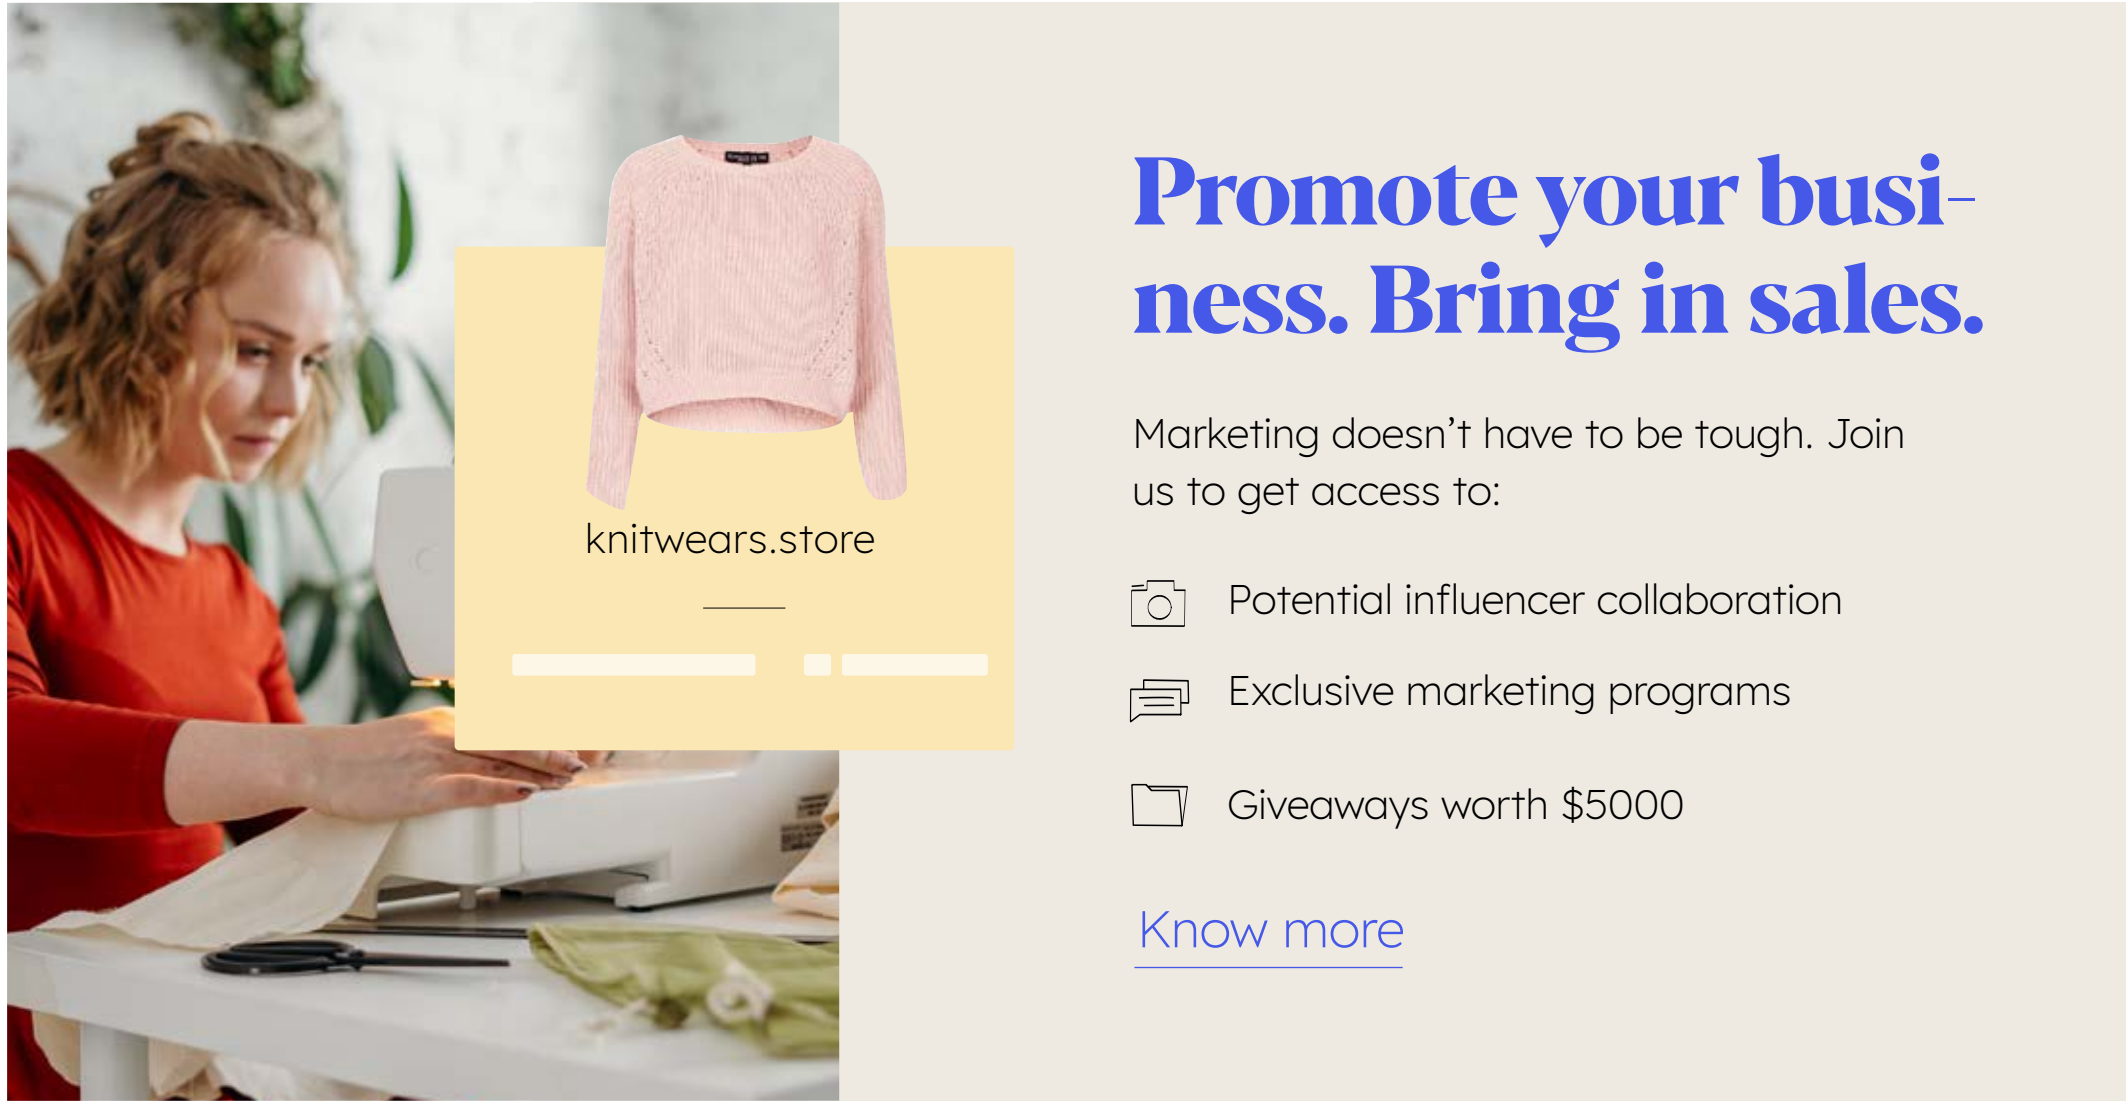 Promote your busi-
ness. Bring in sales.
Marketing doesn’t have to be tough. Join
us to get access to:
Potential influencer collaboration
Exclusive marketing programs
Giveaways worth $5000
Know more
knitwears.store